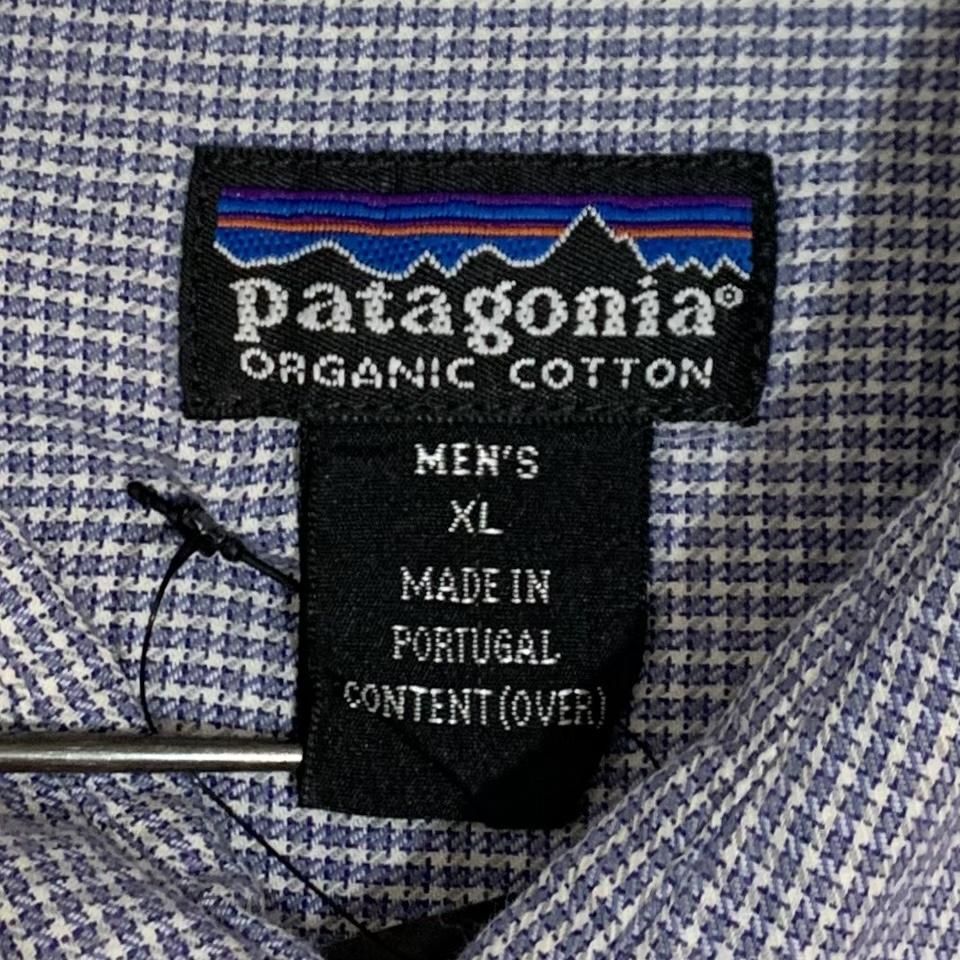 patagonia®
ORGANIC COTTON
MEN'S
XL
MADE IN
PORTUGAL
CONTENT (OVER)